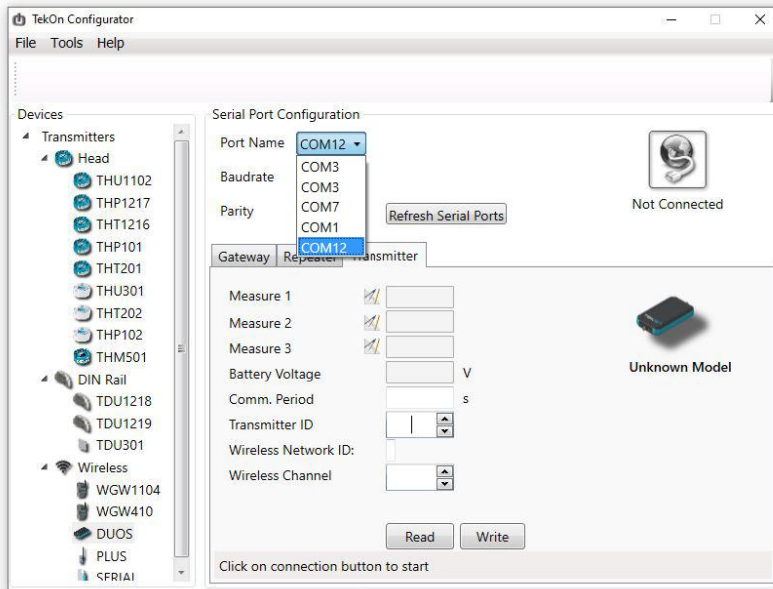 TekOn Configurator
File Tools Help
Devices
Transmitters
Head
THU1102
THP1217
THT1216
THP101
THT201
THU301
THT202
THP102
THM501
DIN Rail
TDU1218
TDU1219
TDU301
Wireless
WGW1104
WGW410
DUOS
PLUS
SERIAL
Serial Port Configuration
Port Name COM12
COM3
COM3
COM7
COM1
COM12
Baudrate
Parity
Refresh Serial Ports
Not Connected
Gateway Repeater Transmitter
Measure 1
Measure 2
Measure 3
Battery Voltage V
Comm. Period s
Transmitter ID
Wireless Network ID:
Wireless Channel
Unknown Model
Read Write
Click on connection button to start